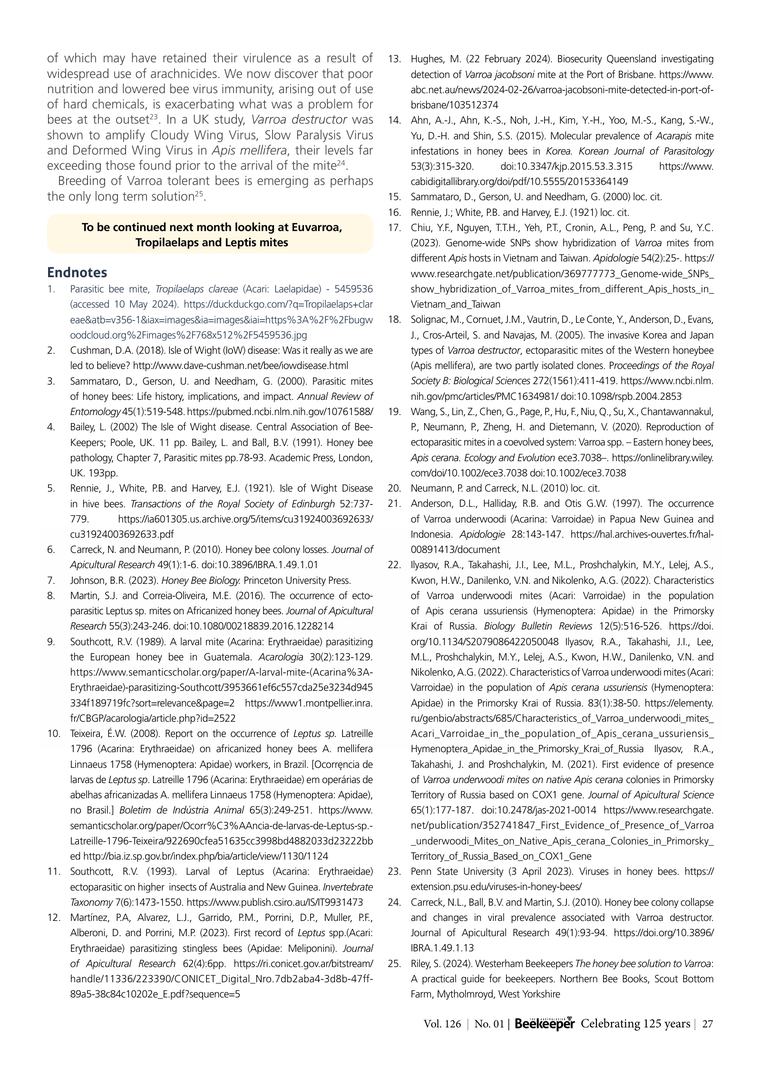 of which may have retained their virulence as a result of
widespread use of arachnicides. We now discover that poor
nutrition and lowered bee virus immunity, arising out of use
of hard chemicals, is exacerbating what was a problem for
bees at the outset²³. In a UK study, Varroa destructor was
shown to amplify Cloudy Wing Virus, Slow Paralysis Virus
and Deformed Wing Virus in Apis mellifera, their levels far
exceeding those found prior to the arrival of the mite²⁴.
Breeding of Varroa tolerant bees is emerging as perhaps
the only long term solution²⁵.
To be continued next month looking at Euvarroa,
Tropilaelaps and Leptis mites
Endnotes
1. Parasitic bee mite, Tropilaelaps clareae (Acari: Laelapidae) - 5459536
(accessed 10 May 2024). https://duckduckgo.com/?q=Tropilaelaps+clar
eae&atb=v356-1&iax=images&ia=images&iai=https%3A%2F%2Fbugw
oodcloud.org%2Fimages%2F768x512%2F5459536.jpg
2. Cushman, D.A. (2018). Isle of Wight (IoW) disease: Was it really as we are
led to believe? http://www.dave-cushman.net/bee/iowdisease.html
3. Sammataro, D., Gerson, U. and Needham, G. (2000). Parasitic mites
of honey bees: Life history, implications, and impact. Annual Review of
Entomology 45(1):519-548. https://pubmed.ncbi.nlm.nih.gov/10761588/
4. Bailey, L. (2002) The Isle of Wight disease. Central Association of Bee-
Keepers; Poole, UK. 11 pp. Bailey, L. and Ball, B.V. (1991). Honey bee
pathology, Chapter 7, Parasitic mites pp.78-93. Academic Press, London,
UK. 193pp.
5. Rennie, J., White, P.B. and Harvey, E.J. (1921). Isle of Wight Disease
in hive bees. Transactions of the Royal Society of Edinburgh 52:737-
779. https://ia601305.us.archive.org/5/items/cu31924003692633/
cu31924003692633.pdf
6. Carreck, N. and Neumann, P. (2010). Honey bee colony losses. Journal of
Apicultural Research 49(1):1-6. doi:10.3896/IBRA.1.49.1.01
7. Johnson, B.R. (2023). Honey Bee Biology. Princeton University Press.
8. Martin, S.J. and Correia-Oliveira, M.E. (2016). The occurrence of ecto-
parasitic Leptus sp. mites on Africanized honey bees. Journal of Apicultural
Research 55(3):243-246. doi:10.1080/00218839.2016.1228214
9. Southcott, R.V. (1989). A larval mite (Acarina: Erythraeidae) parasitizing
the European honey bee in Guatemala. Acarologia 30(2):123-129.
https://www.semanticscholar.org/paper/A-larval-mite-(Acarina%3A-
Erythraeidae)-parasitizing-Southcott/3953661ef6c557cda25e3234d945
334f189719fc?sort=relevance&page=2 https://www1.montpellier.inra.
fr/CBGP/acarologia/article.php?id=2522
10. Teixeira, É.W. (2008). Report on the occurrence of Leptus sp. Latreille
1796 (Acarina: Erythraeidae) on africanized honey bees A. mellifera
Linnaeus 1758 (Hymenoptera: Apidae) workers, in Brazil. [Ocorręncia de
larvas de Leptus sp. Latreille 1796 (Acarina: Erythraeidae) em operárias de
abelhas africanizadas A. mellifera Linnaeus 1758 (Hymenoptera: Apidae),
no Brasil.] Boletim de Indústria Animal 65(3):249-251. https://www.
semanticscholar.org/paper/Ocorr%C3%AAncia-de-larvas-de-Leptus-sp.-
Latreille-1796-Teixeira/922690cfea51635cc3998bd4882033d23222bb
ed http://bia.iz.sp.gov.br/index.php/bia/article/view/1130/1124
11. Southcott, R.V. (1993). Larval of Leptus (Acarina: Erythraeidae)
ectoparasitic on higher insects of Australia and New Guinea. Invertebrate
Taxonomy 7(6):1473-1550. https://www.publish.csiro.au/IS/IT9931473
12. Martínez, P.A, Alvarez, L.J., Garrido, P.M., Porrini, D.P., Muller, P.F.,
Alberoni, D. and Porrini, M.P. (2023). First record of Leptus spp.(Acari:
Erythraeidae) parasitizing stingless bees (Apidae: Meliponini). Journal
of Apicultural Research 62(4):6pp. https://ri.conicet.gov.ar/bitstream/
handle/11336/223390/CONICET_Digital_Nro.7db2aba4-3d8b-47ff-
89a5-38c84c10202e_E.pdf?sequence=5
13. Hughes, M. (22 February 2024). Biosecurity Queensland investigating
detection of Varroa jacobsoni mite at the Port of Brisbane. https://www.
abc.net.au/news/2024-02-26/varroa-jacobsoni-mite-detected-in-port-of-
brisbane/103512374
14. Ahn, A.-J., Ahn, K.-S., Noh, J.-H., Kim, Y.-H., Yoo, M.-S., Kang, S.-W.,
Yu, D.-H. and Shin, S.S. (2015). Molecular prevalence of Acarapis mite
infestations in honey bees in Korea. Korean Journal of Parasitology
53(3):315-320. doi:10.3347/kjp.2015.53.3.315 https://www.
cabidigitallibrary.org/doi/pdf/10.5555/20153364149
15. Sammataro, D., Gerson, U. and Needham, G. (2000) loc. cit.
16. Rennie, J.; White, P.B. and Harvey, E.J. (1921) loc. cit.
17. Chiu, Y.F., Nguyen, T.T.H., Yeh, P.T., Cronin, A.L., Peng, P. and Su, Y.C.
(2023). Genome-wide SNPs show hybridization of Varroa mites from
different Apis hosts in Vietnam and Taiwan. Apidologie 54(2):25-. https://
www.researchgate.net/publication/369777773_Genome-wide_SNPs_
show_hybridization_of_Varroa_mites_from_different_Apis_hosts_in_
Vietnam_and_Taiwan
18. Solignac, M., Cornuet, J.M., Vautrin, D., Le Conte, Y., Anderson, D., Evans,
J., Cros-Arteil, S. and Navajas, M. (2005). The invasive Korea and Japan
types of Varroa destructor, ectoparasitic mites of the Western honeybee
(Apis mellifera), are two partly isolated clones. Proceedings of the Royal
Society B: Biological Sciences 272(1561):411-419. https://www.ncbi.nlm.
nih.gov/pmc/articles/PMC1634981/ doi:10.1098/rspb.2004.2853
19. Wang, S., Lin, Z., Chen, G., Page, P., Hu, F., Niu, Q., Su, X., Chantawannakul,
P., Neumann, P., Zheng, H. and Dietemann, V. (2020). Reproduction of
ectoparasitic mites in a coevolved system: Varroa spp. – Eastern honey bees,
Apis cerana. Ecology and Evolution ece3.7038–. https://onlinelibrary.wiley.
com/doi/10.1002/ece3.7038 doi:10.1002/ece3.7038
20. Neumann, P. and Carreck, N.L. (2010) loc. cit.
21. Anderson, D.L., Halliday, R.B. and Otis G.W. (1997). The occurrence
of Varroa underwoodi (Acarina: Varroidae) in Papua New Guinea and
Indonesia. Apidologie 28:143-147. https://hal.archives-ouvertes.fr/hal-
00891413/document
22. Ilyasov, R.A., Takahashi, J.I., Lee, M.L., Proshchalykin, M.Y., Lelej, A.S.,
Kwon, H.W., Danilenko, V.N. and Nikolenko, A.G. (2022). Characteristics
of Varroa underwoodi mites (Acari: Varroidae) in the population
of Apis cerana ussuriensis (Hymenoptera: Apidae) in the Primorsky
Krai of Russia. Biology Bulletin Reviews 12(5):516-526. https://doi.
org/10.1134/S2079086422050048 Ilyasov, R.A., Takahashi, J.I., Lee,
M.L., Proshchalykin, M.Y., Lelej, A.S., Kwon, H.W., Danilenko, V.N. and
Nikolenko, A.G. (2022). Characteristics of Varroa underwoodi mites (Acari:
Varroidae) in the population of Apis cerana ussuriensis (Hymenoptera:
Apidae) in the Primorsky Krai of Russia. 83(1):38-50. https://elementy.
ru/genbio/abstracts/685/Characteristics_of_Varroa_underwoodi_mites_
Acari_Varroidae_in_the_population_of_Apis_cerana_ussuriensis_
Hymenoptera_Apidae_in_the_Primorsky_Krai_of_Russia Ilyasov, R.A.,
Takahashi, J. and Proshchalykin, M. (2021). First evidence of presence
of Varroa underwoodi mites on native Apis cerana colonies in Primorsky
Territory of Russia based on COX1 gene. Journal of Apicultural Science
65(1):177-187. doi:10.2478/jas-2021-0014 https://www.researchgate.
net/publication/352741847_First_Evidence_of_Presence_of_Varroa
_underwoodi_Mites_on_Native_Apis_cerana_Colonies_in_Primorsky_
Territory_of_Russia_Based_on_COX1_Gene
23. Penn State University (3 April 2023). Viruses in honey bees. https://
extension.psu.edu/viruses-in-honey-bees/
24. Carreck, N.L., Ball, B.V. and Martin, S.J. (2010). Honey bee colony collapse
and changes in viral prevalence associated with Varroa destructor.
Journal of Apicultural Research 49(1):93-94. https://doi.org/10.3896/
IBRA.1.49.1.13
25. Riley, S. (2024). Westerham Beekeepers The honey bee solution to Varroa:
A practical guide for beekeepers. Northern Bee Books, Scout Bottom
Farm, Mytholmroyd, West Yorkshire
Vol. 126 | No. 01 | Beekeeper Celebrating 125 years | 27